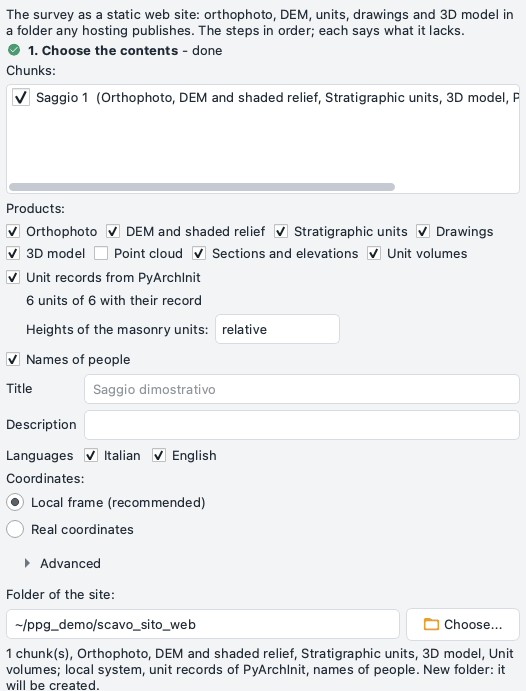 The survey as a static web site: orthophoto, DEM, units, drawings and 3D model in
a folder any hosting publishes. The steps in order; each says what it lacks.
1. Choose the contents - done
Chunks:
Saggio 1 (Orthophoto, DEM and shaded relief, Stratigraphic units, 3D model, P
Products:
Orthophoto DEM and shaded relief Stratigraphic units Drawings
3D model Point cloud Sections and elevations Unit volumes
Unit records from PyArchInit
6 units of 6 with their record
Heights of the masonry units: relative
Names of people
Title Saggio dimostrativo
Description
Languages Italian English
Coordinates:
Local frame (recommended)
Real coordinates
Advanced
Folder of the site:
~/ppg_demo/scavo_sito_web Choose...
1 chunk(s), Orthophoto, DEM and shaded relief, Stratigraphic units, 3D model, Unit
volumes; local system, unit records of PyArchInit, names of people. New folder: it
will be created.